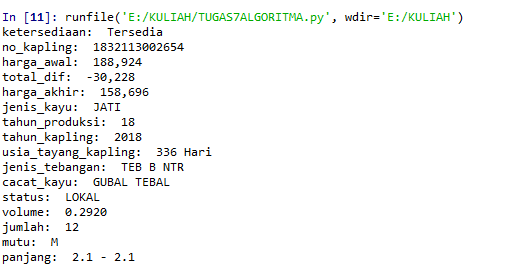 In [11]: runfile('E:/KULIAH/TUGAS7ALGORITMA.py', wdir='E:/KULIAH')
ketersediaan:  Tersedia
no_kapling:  1832113002654
harga_awal:  188,924
total_dif:  -30,228
harga_akhir:  158,696
jenis_kayu:  JATI
tahun_produksi:  18
tahun_kapling:  2018
usia_tayang_kapling:  336 Hari
jenis_tebangan:  TEB B NTR
cacat_kayu:  GUBAL TEBAL
status:  LOKAL
volume:  0.2920
jumlah:  12
mutu:  M
panjang:  2.1 - 2.1